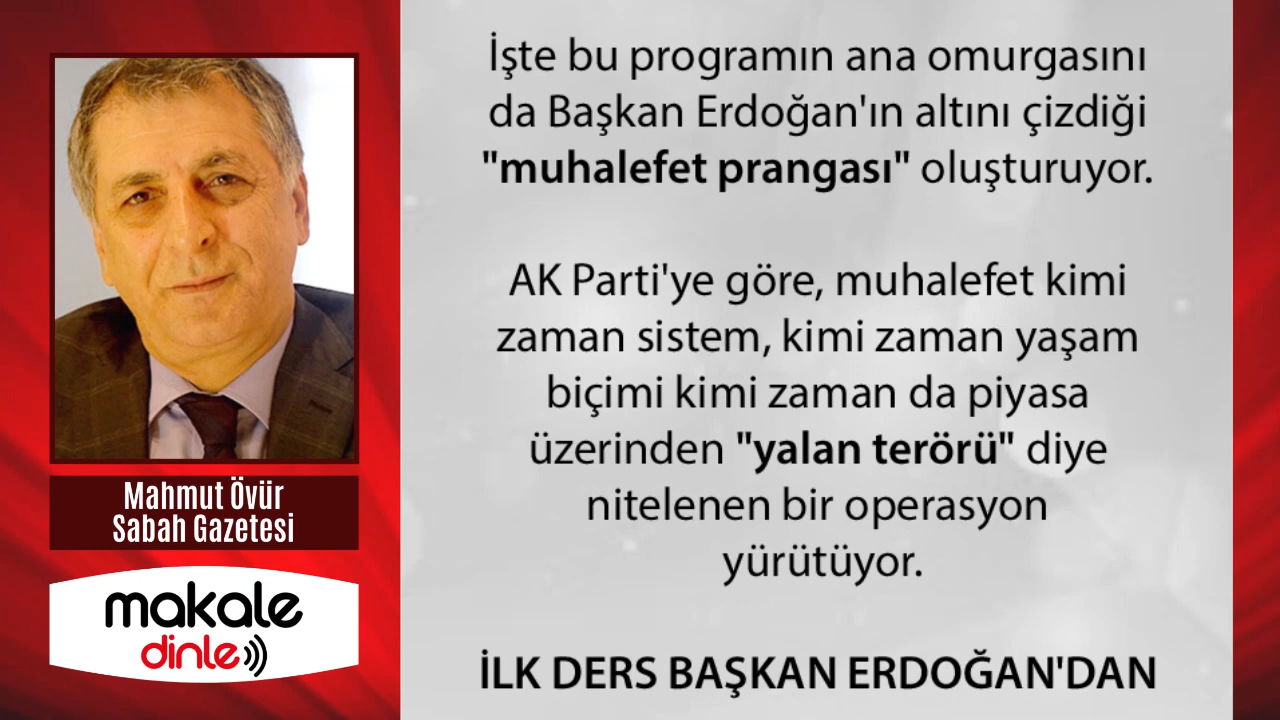 Mahmut Övür
Sabah Gazetesi
makale
dinle
İşte bu programın ana omurgasını
da Başkan Erdoğan'ın altını çizdiği
"muhalefet prangası" oluşturuyor.
AK Parti'ye göre, muhalefet kimi
zaman sistem, kimi zaman yaşam
biçimi kimi zaman da piyasa
üzerinden "yalan terörü" diye
nitelenen bir operasyon
yürütüyor.
İLK DERS BAŞKAN ERDOĞAN'DAN